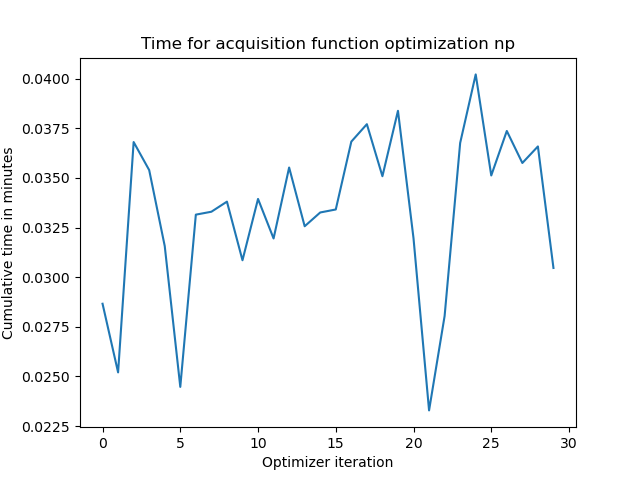 Time for acquisition function optimization np
Cumulative time in minutes
0.0400
0.0375
0.0350
0.0325
0.0300
0.0275
0.0250
0.0225
0 5 10 15 20 25 30
Optimizer iteration